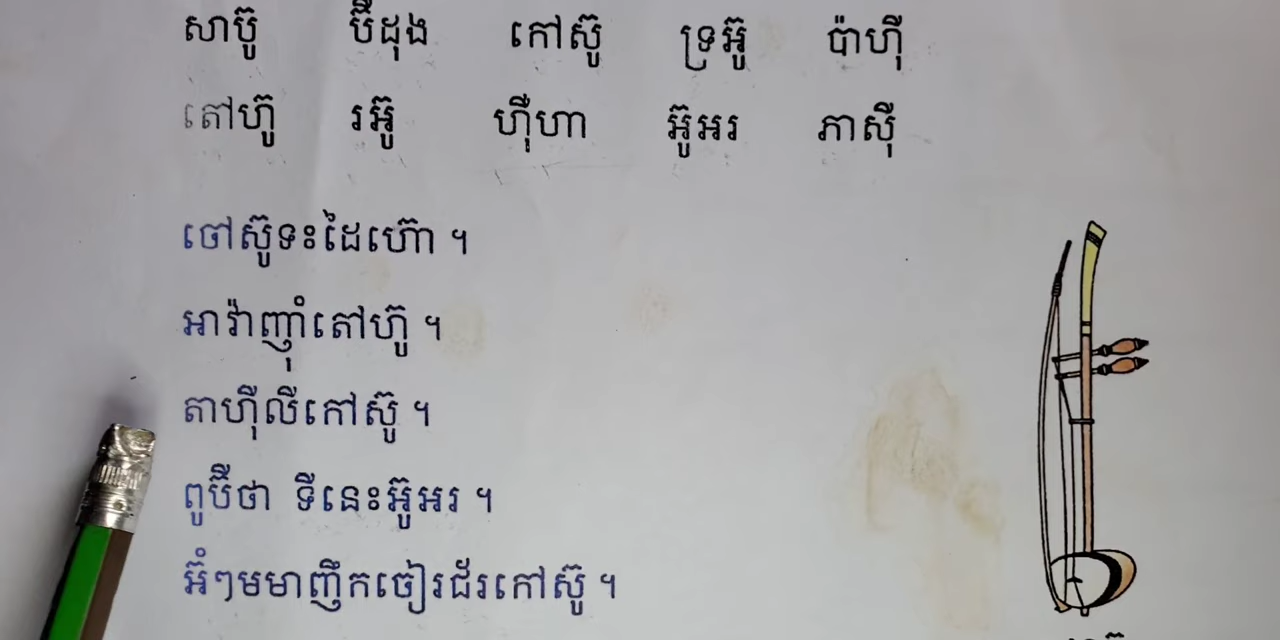 សាប៊ូ ប៊ីដុង កៅស៊ូ ទ្រអ៊ូ ប៉ាហ៊ី
តៅហ៊ូ រអ៊ូ ហ៊ឺហា អ៊ូអរ ភាស៊ី
ចៅស៊ូទះដៃហ៊ោ ។
អាវ៉ាញ៉ាំតៅហ៊ូ ។
តាហ៊ីលីកៅស៊ូ ។
ពូប៊ីថា ទីនេះអ៊ូអរ ។
អ៊ំៗមមាញឹកចៀរជ័រកៅស៊ូ ។